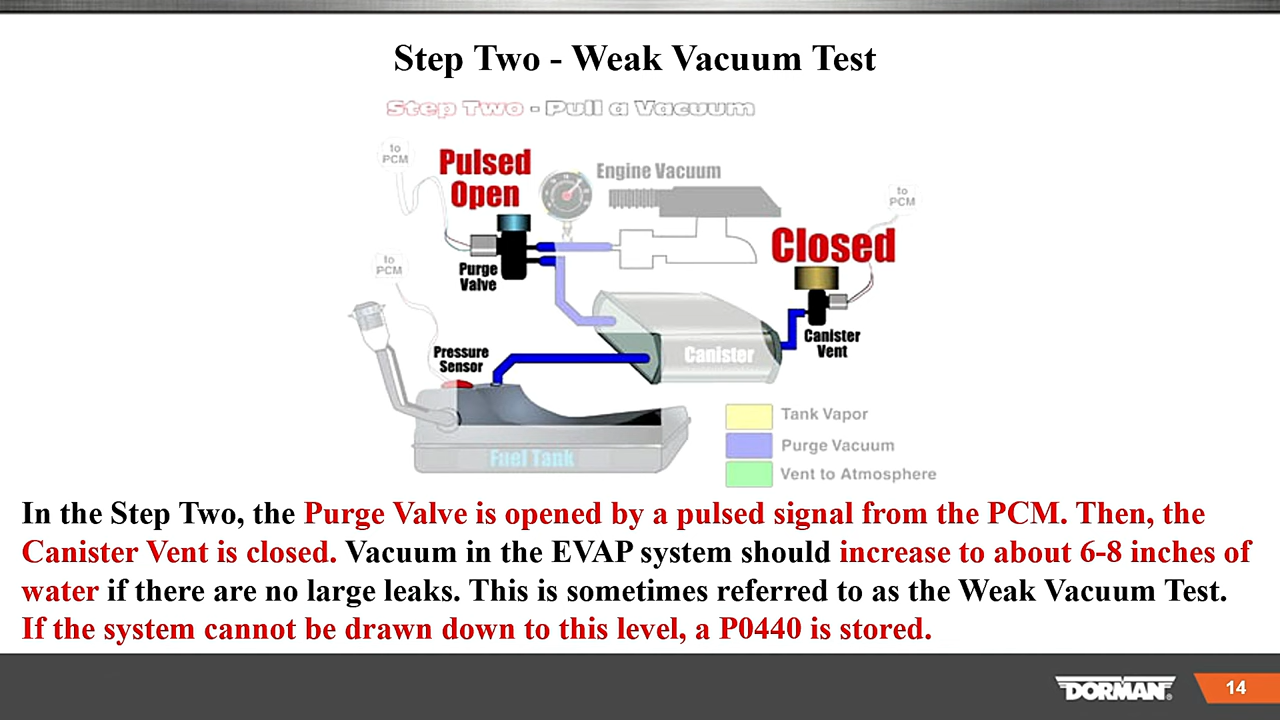 Step Two - Weak Vacuum Test
Step Two - Pull a Vacuum
to
PCM
Pulsed
Open
Engine Vacuum
to
PCM
Closed
Purge
Valve
to
PCM
Canister
Vent
Pressure
Sensor
Canister
Tank Vapor
Purge Vacuum
Fuel Tank
Vent to Atmosphere
In the Step Two, the Purge Valve is opened by a pulsed signal from the PCM. Then, the
Canister Vent is closed. Vacuum in the EVAP system should increase to about 6-8 inches of
water if there are no large leaks. This is sometimes referred to as the Weak Vacuum Test.
If the system cannot be drawn down to this level, a P0440 is stored.
DORMAN®
14